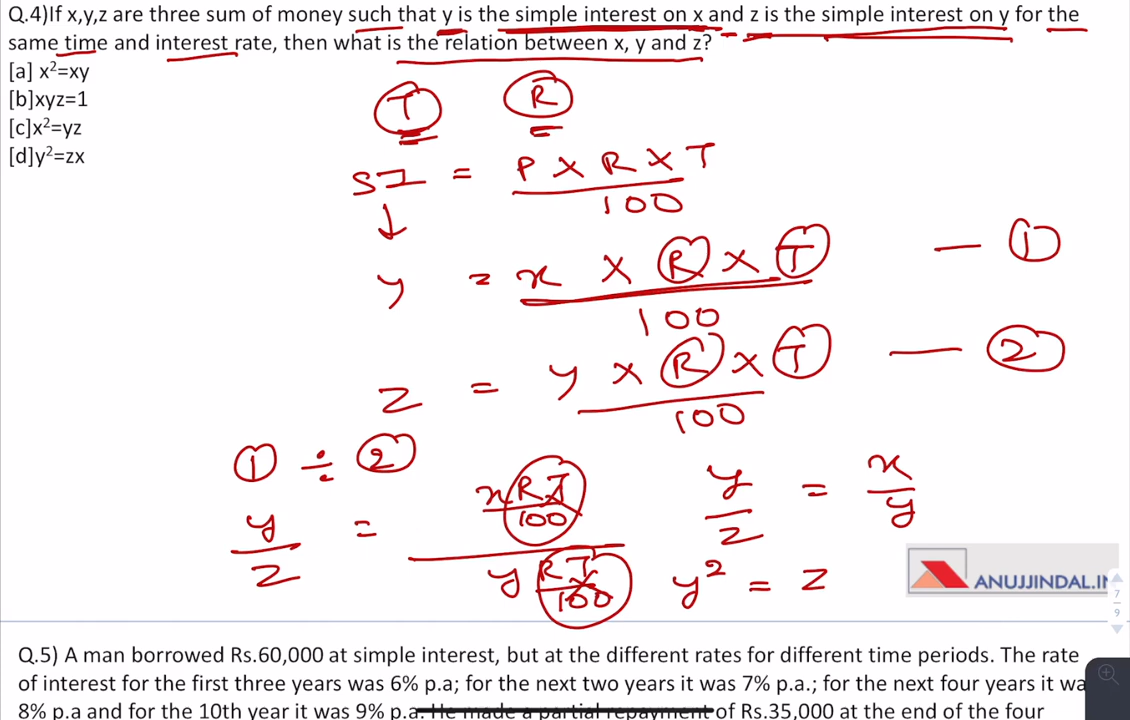 Q.4)If x,y,z are three sum of money such that y is the simple interest on x and z is the simple interest on y for the
same time and interest rate, then what is the relation between x, y and z?
[a] x²=xy
[b]xyz=1
[c]x²=yz
[d]y²=zx
T R
SI = P × R × T
100
y = x × R × T — 1
100
z = y × R × T — 2
100
1 ÷ 2
y/z = xRT/100 / yRT/100
y/z = x/y
y² = z
ANUJJINDAL.IN
7
9
Q.5) A man borrowed Rs.60,000 at simple interest, but at the different rates for different time periods. The rate
of interest for the first three years was 6% p.a; for the next two years it was 7% p.a.; for the next four years it wa
8% p.a and for the 10th year it was 9% p.a. He made a partial repayment of Rs.35,000 at the end of the four